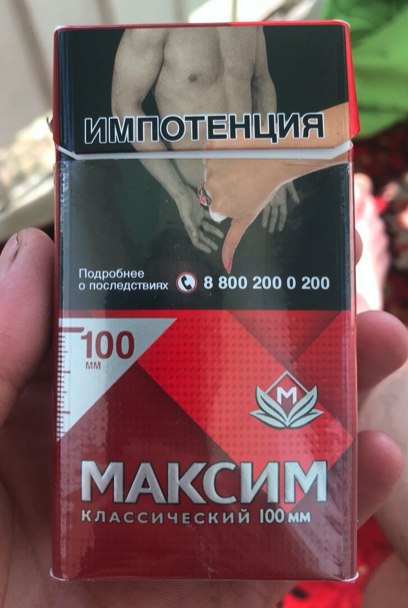 ИМПОТЕНЦИЯ
Подробнее
о последствиях 8 800 200 0 200
100
ММ
М
МАКСИМ
КЛАССИЧЕСКИЙ 100 ММ